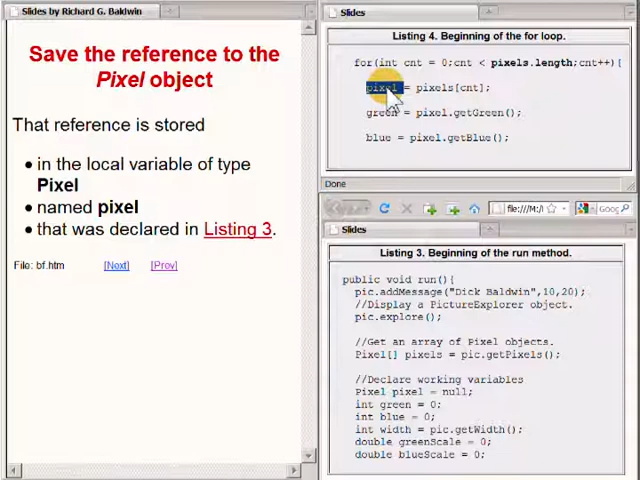 Slides by Richard G. Baldwin
Save the reference to the
Pixel object
That reference is stored
• in the local variable of type
Pixel
• named pixel
• that was declared in Listing 3.
File: bf.htm [Next] [Prev]
Slides
Listing 4. Beginning of the for loop.
for(int cnt = 0;cnt < pixels.length;cnt++){
pixel = pixels[cnt];
green = pixel.getGreen();
blue = pixel.getBlue();
Done
file:///M:/
Goog
Slides
Listing 3. Beginning of the run method.
public void run(){
pic.addMessage("Dick Baldwin",10,20);
//Display a PictureExplorer object.
pic.explore();
//Get an array of Pixel objects.
Pixel[] pixels = pic.getPixels();
//Declare working variables
Pixel pixel = null;
int green = 0;
int blue = 0;
int width = pic.getWidth();
double greenScale = 0;
double blueScale = 0;